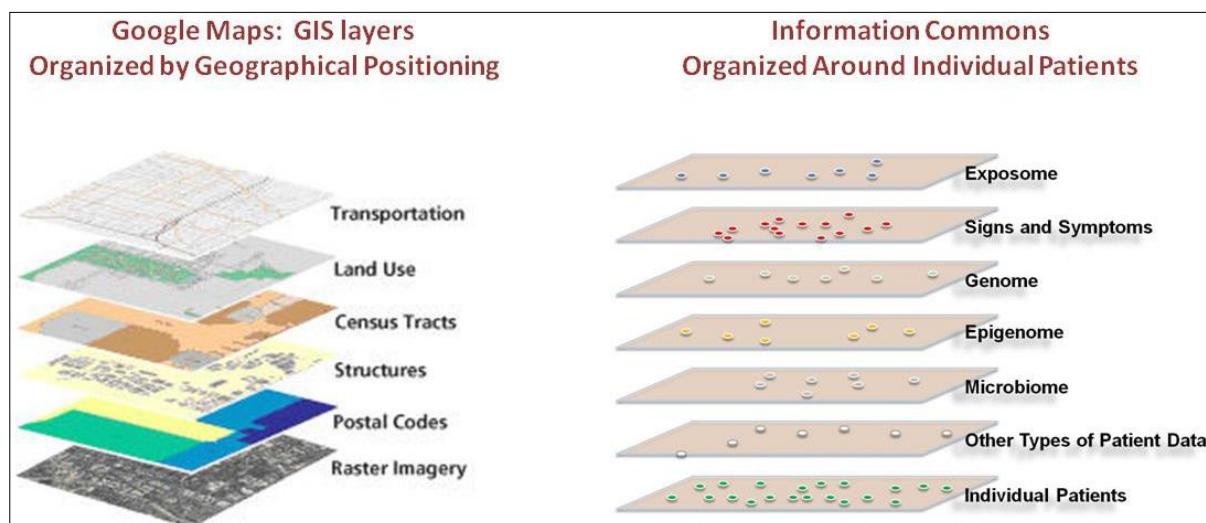 Google Maps: GIS layers
Organized by Geographical Positioning
Transportation
Land Use
Census Tracts
Structures
Postal Codes
Raster Imagery
Information Commons
Organized Around Individual Patients
Exposome
Signs and Symptoms
Genome
Epigenome
Microbiome
Other Types of Patient Data
Individual Patients